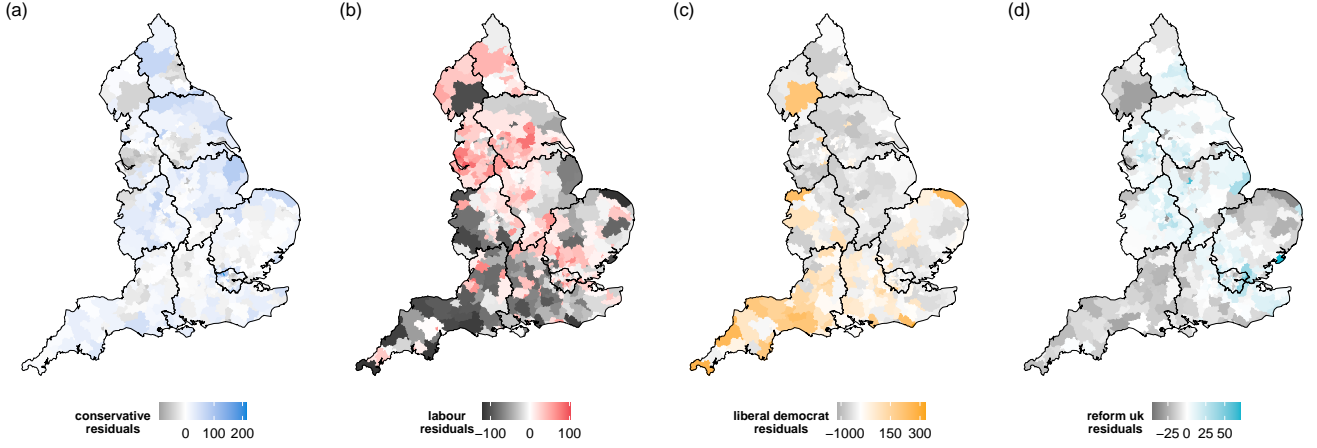 (a) (b) (c) (d)
conservative residuals 0 100 200
labour residuals −100 0 100
liberal democrat residuals −1000 150 300
reform uk residuals −25 0 25 50